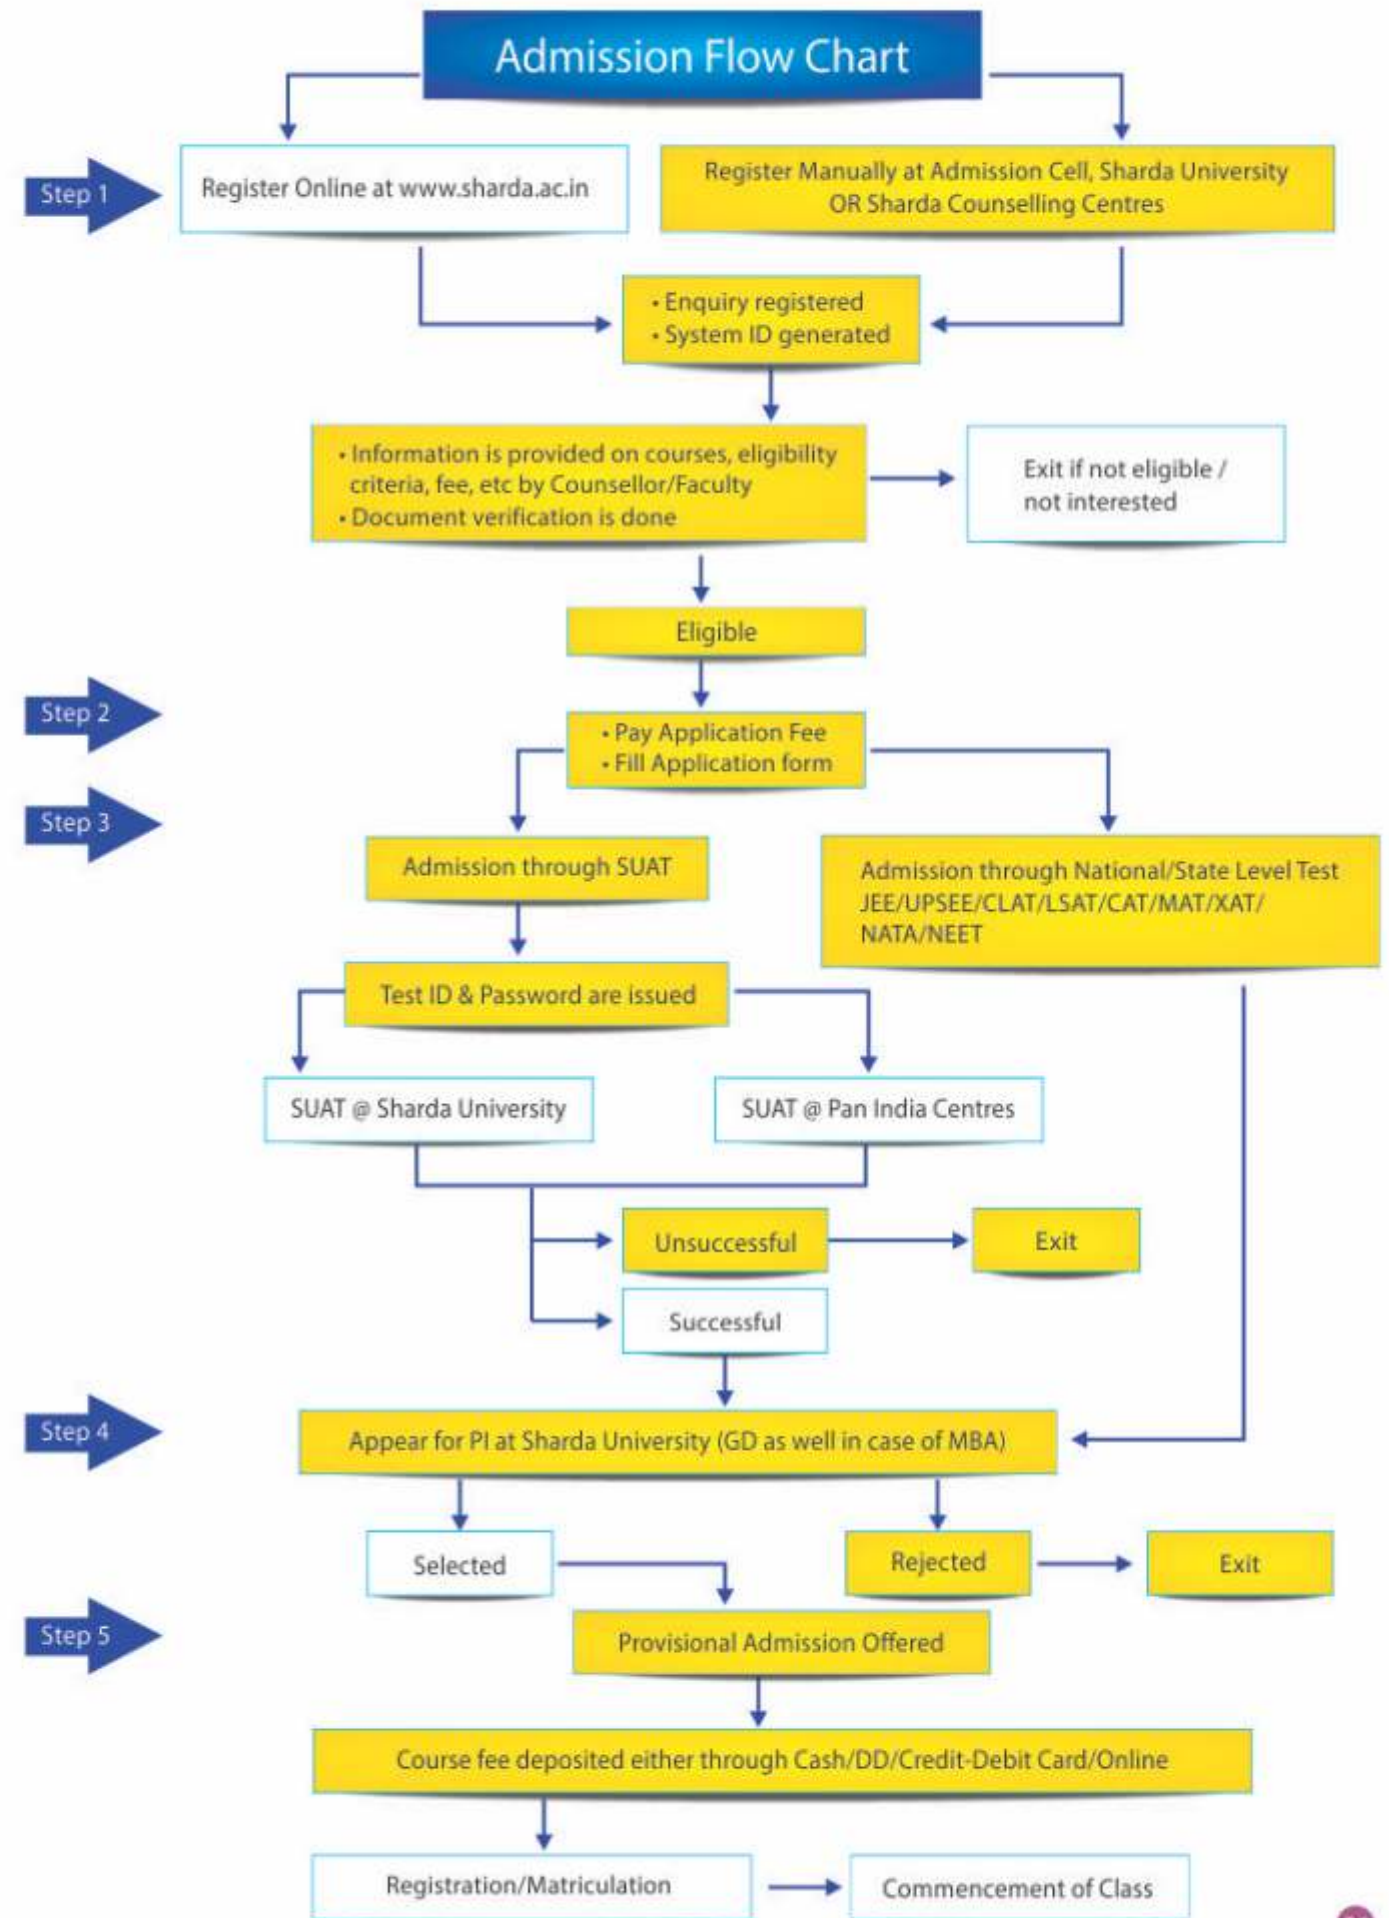 Admission Flow Chart
Step 1
Register Online at www.sharda.ac.in
Register Manually at Admission Cell, Sharda University
OR Sharda Counselling Centres
• Enquiry registered
• System ID generated
• Information is provided on courses, eligibility
criteria, fee, etc by Counsellor/Faculty
• Document verification is done
Exit if not eligible /
not interested
Eligible
Step 2
• Pay Application Fee
• Fill Application form
Step 3
Admission through SUAT
Admission through National/State Level Test
JEE/UPSEE/CLAT/LSAT/CAT/MAT/XAT/
NATA/NEET
Test ID & Password are issued
SUAT @ Sharda University
SUAT @ Pan India Centres
Unsuccessful
Exit
Successful
Step 4
Appear for PI at Sharda University (GD as well in case of MBA)
Selected
Rejected
Exit
Step 5
Provisional Admission Offered
Course fee deposited either through Cash/DD/Credit-Debit Card/Online
Registration/Matriculation
Commencement of Class